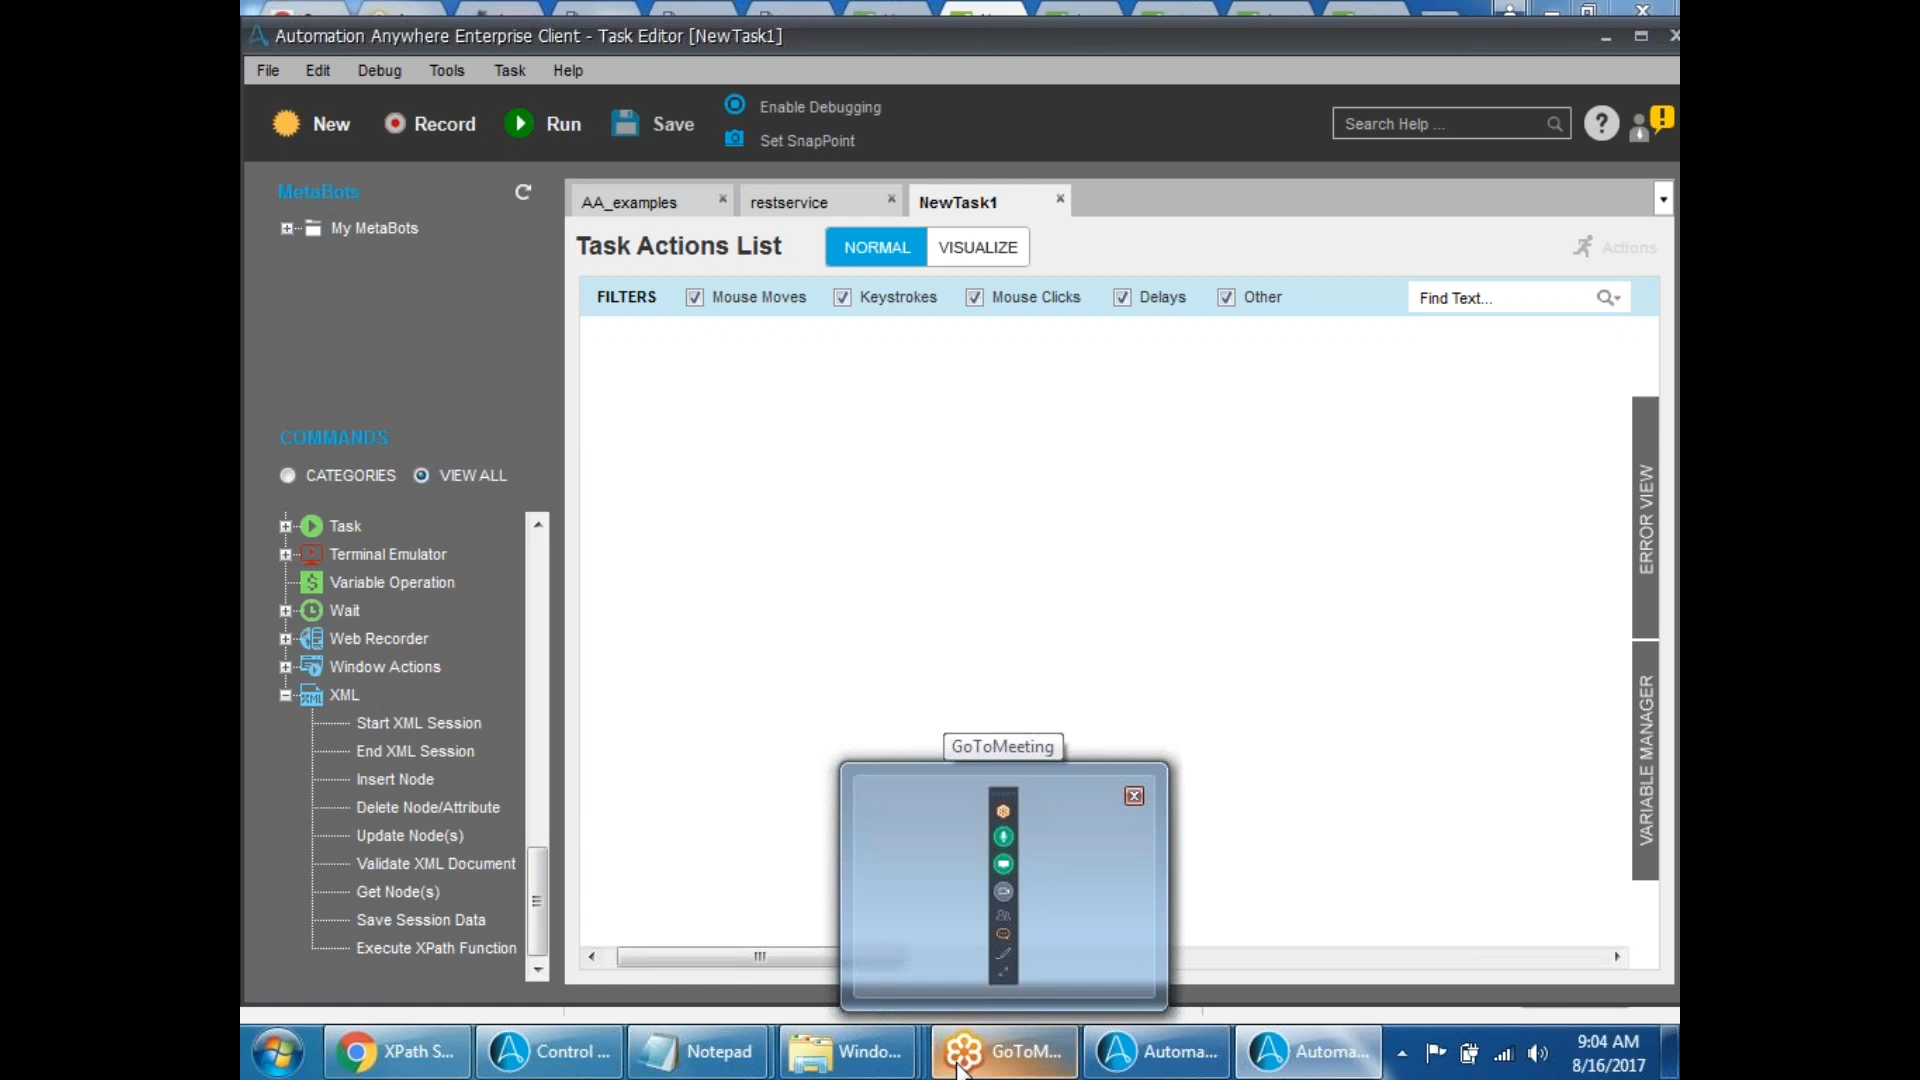 Automation Anywhere Enterprise Client - Task Editor [NewTask1]
File Edit Debug Tools Task Help
New Record Run Save
Enable Debugging
Set SnapPoint
Search Help ...
MetaBots
My MetaBots
AA_examples restservice NewTask1
Task Actions List NORMAL VISUALIZE Actions
FILTERS Mouse Moves Keystrokes Mouse Clicks Delays Other Find Text...
COMMANDS
CATEGORIES VIEW ALL
Task
Terminal Emulator
Variable Operation
Wait
Web Recorder
Window Actions
XML
Start XML Session
End XML Session
Insert Node
Delete Node/Attribute
Update Node(s)
Validate XML Document
Get Node(s)
Save Session Data
Execute XPath Function
ERROR VIEW
VARIABLE MANAGER
GoToMeeting
XPath S... Control ... Notepad Windo... GoToM... Automa... Automa...
9:04 AM
8/16/2017